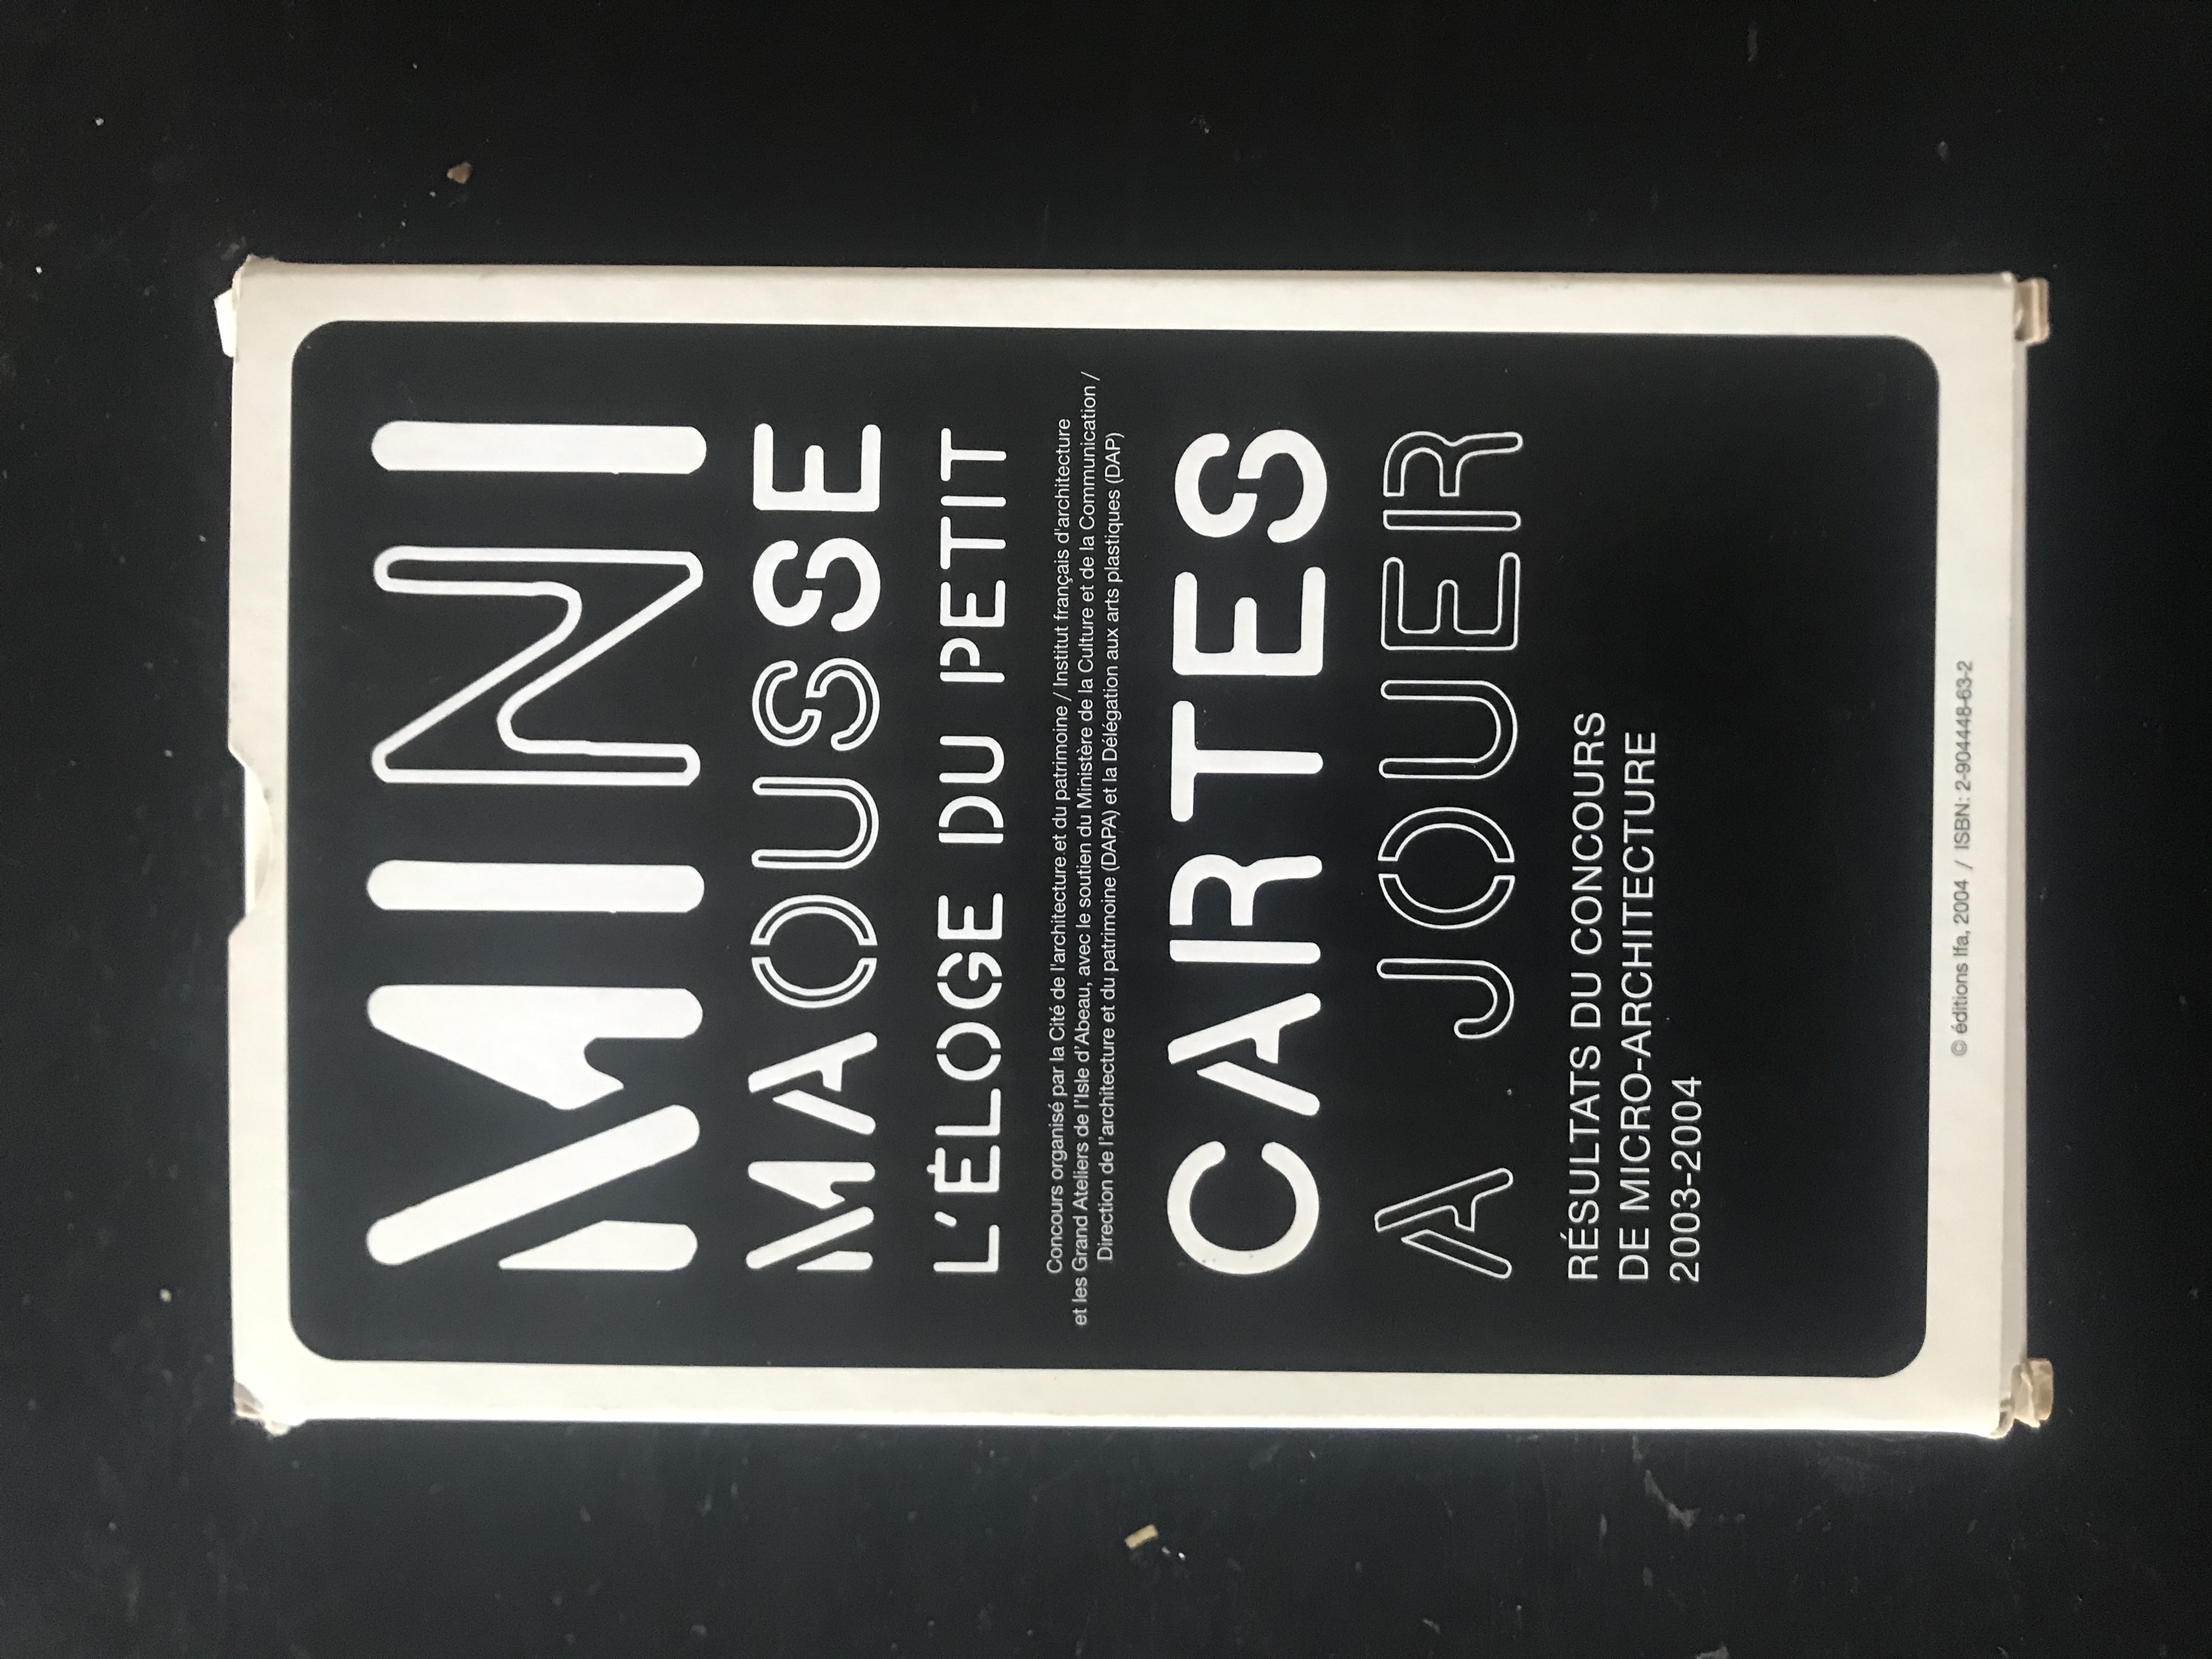 MINI
MAOUSSE
L'ÉLOGE DU PETIT
Concours organisé par la Cité de l'architecture et du patrimoine / Institut français d'architecture
et les Grand Ateliers de l'Isle d'Abeau, avec le soutien du Ministère de la Culture et de la Communication /
Direction de l'architecture et du patrimoine (DAPA) et la Délégation aux arts plastiques (DAP)
CARTES
A JOUER
RÉSULTATS DU CONCOURS
DE MICRO-ARCHITECTURE
2003-2004
© éditions Ifa, 2004 / ISBN: 2-904448-63-2